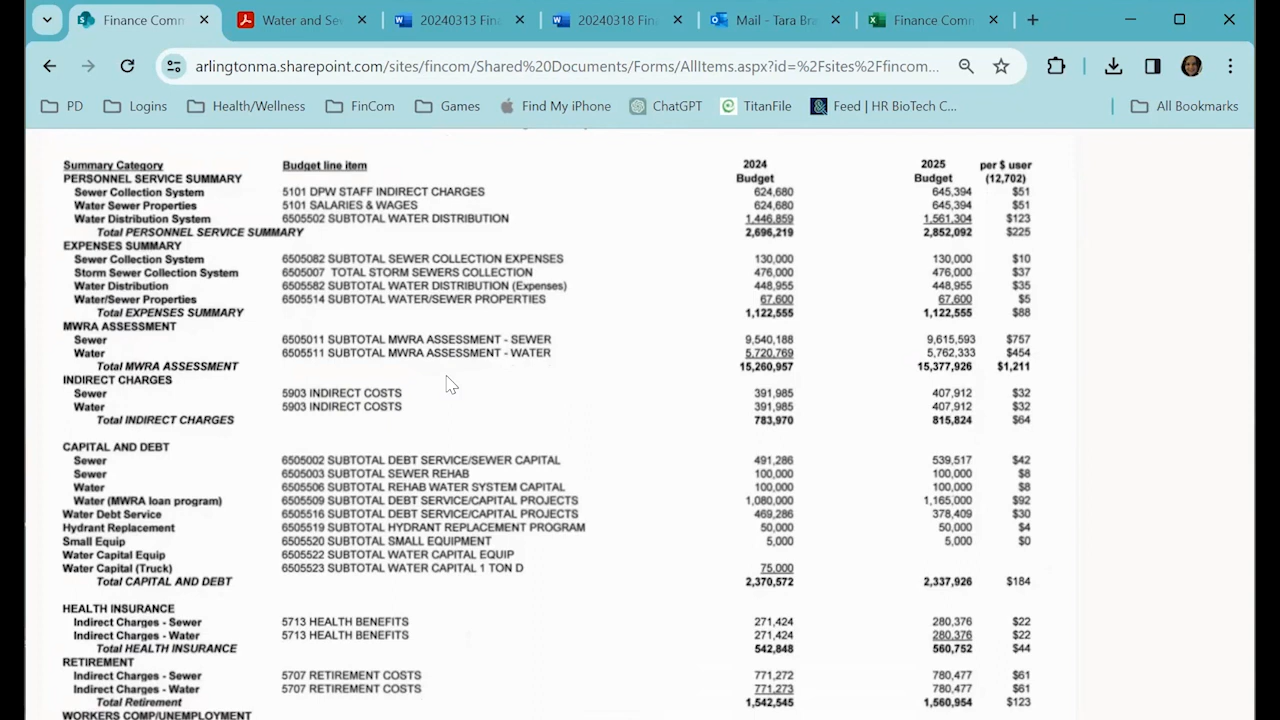 Finance Comm
Water and Sev
20240313 Fina
20240318 Fina
Mail - Tara Bra
Finance Comm
arlingtonma.sharepoint.com/sites/fincom/Shared%20Documents/Forms/AllItems.aspx?id=%2Fsites%2Ffincom...
PD Logins Health/Wellness FinCom Games Find My iPhone ChatGPT TitanFile Feed | HR BioTech C... All Bookmarks
2024 2025 per $ user
Summary Category Budget line item Budget Budget (12,702)
PERSONNEL SERVICE SUMMARY
Sewer Collection System 5101 DPW STAFF INDIRECT CHARGES 624,680 645,394 $51
Water Sewer Properties 5101 SALARIES & WAGES 624,680 645,394 $51
Water Distribution System 6505502 SUBTOTAL WATER DISTRIBUTION 1,446,859 1,561,304 $123
Total PERSONNEL SERVICE SUMMARY 2,696,219 2,852,092 $225
EXPENSES SUMMARY
Sewer Collection System 6505082 SUBTOTAL SEWER COLLECTION EXPENSES 130,000 130,000 $10
Storm Sewer Collection System 6505007 TOTAL STORM SEWERS COLLECTION 476,000 476,000 $37
Water Distribution 6505582 SUBTOTAL WATER DISTRIBUTION (Expenses) 448,955 448,955 $35
Water/Sewer Properties 6505514 SUBTOTAL WATER/SEWER PROPERTIES 67,600 67,600 $5
Total EXPENSES SUMMARY 1,122,555 1,122,555 $88
MWRA ASSESSMENT
Sewer 6505011 SUBTOTAL MWRA ASSESSMENT - SEWER 9,540,188 9,615,593 $757
Water 6505511 SUBTOTAL MWRA ASSESSMENT - WATER 5,720,769 5,762,333 $454
Total MWRA ASSESSMENT 15,260,957 15,377,926 $1,211
INDIRECT CHARGES
Sewer 5903 INDIRECT COSTS 391,985 407,912 $32
Water 5903 INDIRECT COSTS 391,985 407,912 $32
Total INDIRECT CHARGES 783,970 815,824 $64
CAPITAL AND DEBT
Sewer 6505002 SUBTOTAL DEBT SERVICE/SEWER CAPITAL 491,286 539,517 $42
Sewer 6505003 SUBTOTAL SEWER REHAB 100,000 100,000 $8
Water 6505506 SUBTOTAL REHAB WATER SYSTEM CAPITAL 100,000 100,000 $8
Water (MWRA loan program) 6505509 SUBTOTAL DEBT SERVICE/CAPITAL PROJECTS 1,080,000 1,165,000 $92
Water Debt Service 6505516 SUBTOTAL DEBT SERVICE/CAPITAL PROJECTS 469,286 378,409 $30
Hydrant Replacement 6505519 SUBTOTAL HYDRANT REPLACEMENT PROGRAM 50,000 50,000 $4
Small Equip 6505520 SUBTOTAL SMALL EQUIPMENT 5,000 5,000 $0
Water Capital Equip 6505522 SUBTOTAL WATER CAPITAL EQUIP
Water Capital (Truck) 6505523 SUBTOTAL WATER CAPITAL 1 TON D 75,000
Total CAPITAL AND DEBT 2,370,572 2,337,926 $184
HEALTH INSURANCE
Indirect Charges - Sewer 5713 HEALTH BENEFITS 271,424 280,376 $22
Indirect Charges - Water 5713 HEALTH BENEFITS 271,424 280,376 $22
Total HEALTH INSURANCE 542,848 560,752 $44
RETIREMENT
Indirect Charges - Sewer 5707 RETIREMENT COSTS 771,272 780,477 $61
Indirect Charges - Water 5707 RETIREMENT COSTS 771,273 780,477 $61
Total Retirement 1,542,545 1,560,954 $123
WORKERS COMP/UNEMPLOYMENT